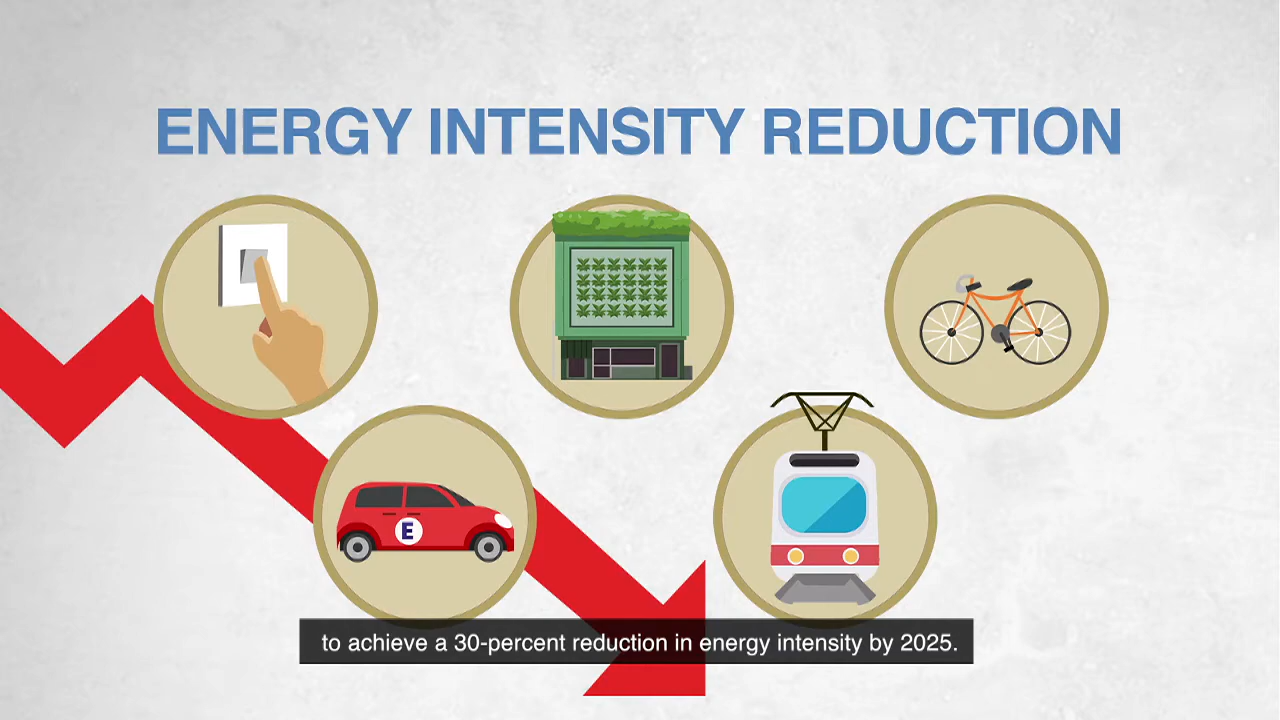 ENERGY INTENSITY REDUCTION
E
to achieve a 30-percent reduction in energy intensity by 2025.